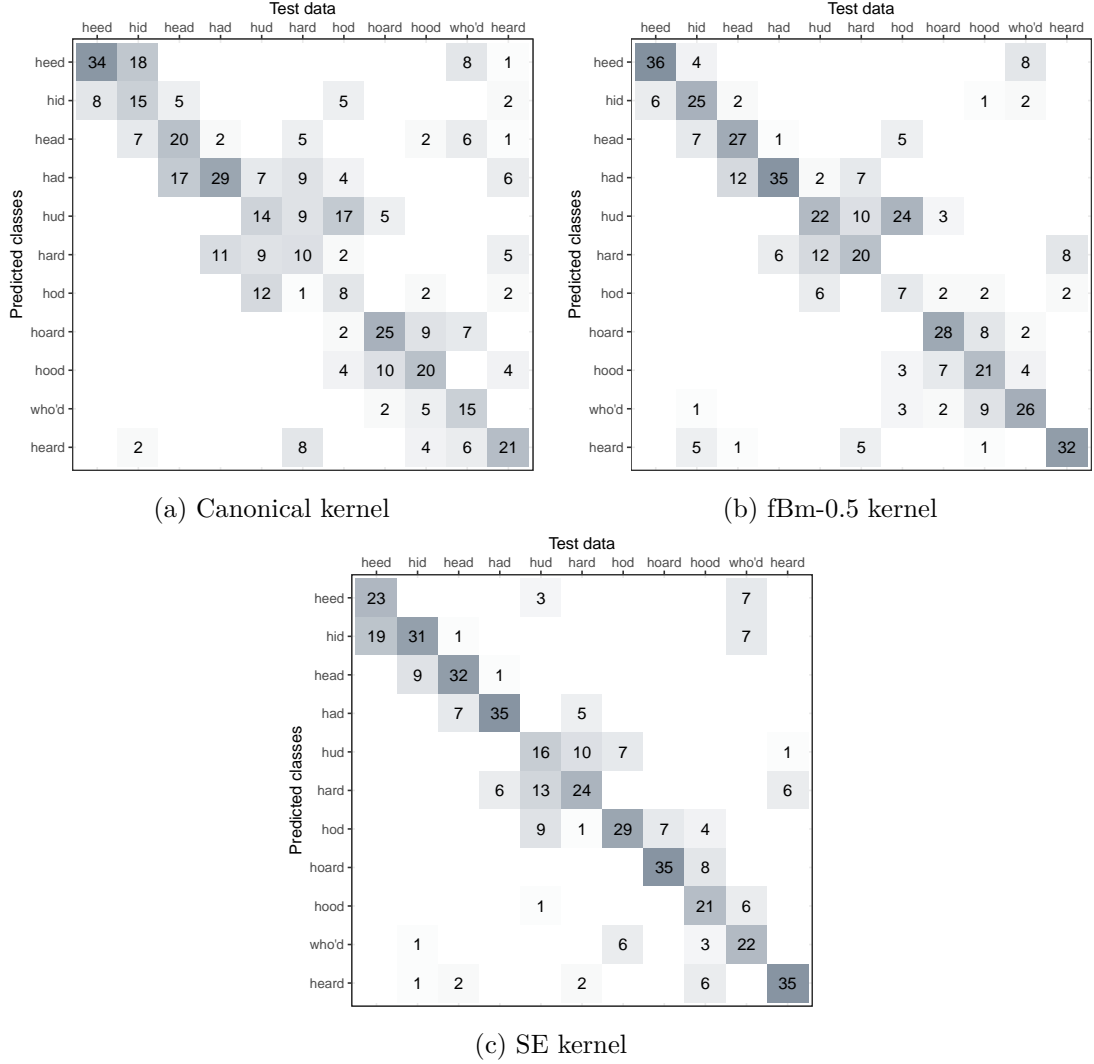 Test data
heed hid head had hud hard hod hoard hood who'd heard
Predicted classes
heed 34 18 8 1
hid 8 15 5 5 2
head 7 20 2 5 2 6 1
had 17 29 7 9 4 6
hud 14 9 17 5
hard 11 9 10 2 5
hod 12 1 8 2 2
hoard 2 25 9 7
hood 4 10 20 4
who'd 2 5 15
heard 2 8 4 6 21
(a) Canonical kernel
Test data
heed hid head had hud hard hod hoard hood who'd heard
Predicted classes
heed 36 4 8
hid 6 25 2 1 2
head 7 27 1 5
had 12 35 2 7
hud 22 10 24 3
hard 6 12 20 8
hod 6 7 2 2 2
hoard 28 8 2
hood 3 7 21 4
who'd 1 3 2 9 26
heard 5 1 5 1 32
(b) fBm-0.5 kernel
Test data
heed hid head had hud hard hod hoard hood who'd heard
Predicted classes
heed 23 3 7
hid 19 31 1 7
head 9 32 1
had 7 35 5
hud 16 10 7 1
hard 6 13 24 6
hod 9 1 29 7 4
hoard 35 8
hood 1 21 6
who'd 1 6 3 22
heard 1 2 2 6 35
(c) SE kernel